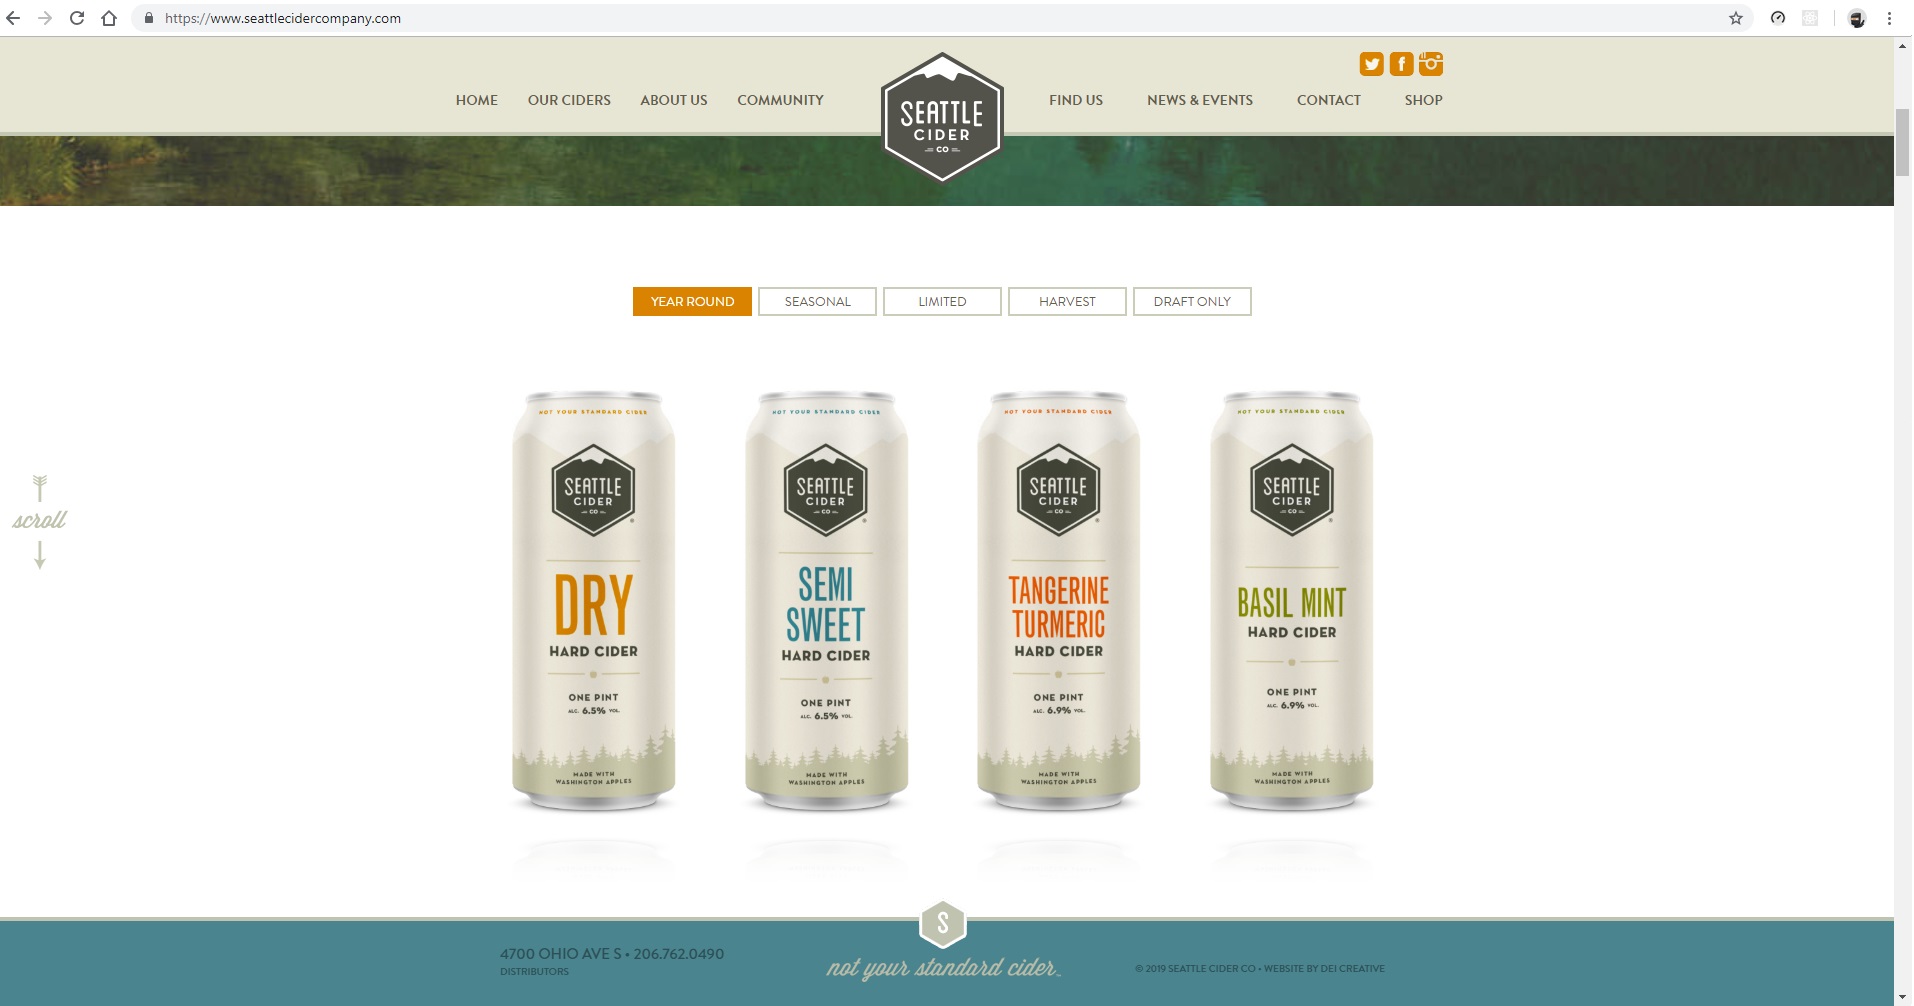 https://www.seattlecidercompany.com
HOME OUR CIDERS ABOUT US COMMUNITY
SEATTLE
CIDER
CO
FIND US NEWS & EVENTS CONTACT SHOP
YEAR ROUND SEASONAL LIMITED HARVEST DRAFT ONLY
scroll
NOT YOUR STANDARD CIDER
SEATTLE
CIDER
CO
DRY
HARD CIDER
ONE PINT
ALC. 6.5% VOL.
MADE WITH
WASHINGTON APPLES
NOT YOUR STANDARD CIDER
SEATTLE
CIDER
CO
SEMI
SWEET
HARD CIDER
ONE PINT
ALC. 6.5% VOL.
MADE WITH
WASHINGTON APPLES
NOT YOUR STANDARD CIDER
SEATTLE
CIDER
CO
TANGERINE
TURMERIC
HARD CIDER
ONE PINT
ALC. 6.9% VOL.
MADE WITH
WASHINGTON APPLES
NOT YOUR STANDARD CIDER
SEATTLE
CIDER
CO
BASIL MINT
HARD CIDER
ONE PINT
ALC. 6.9% VOL.
MADE WITH
WASHINGTON APPLES
S
4700 OHIO AVE S • 206.762.0490
DISTRIBUTORS
not your standard cider
© 2019 SEATTLE CIDER CO • WEBSITE BY DEI CREATIVE